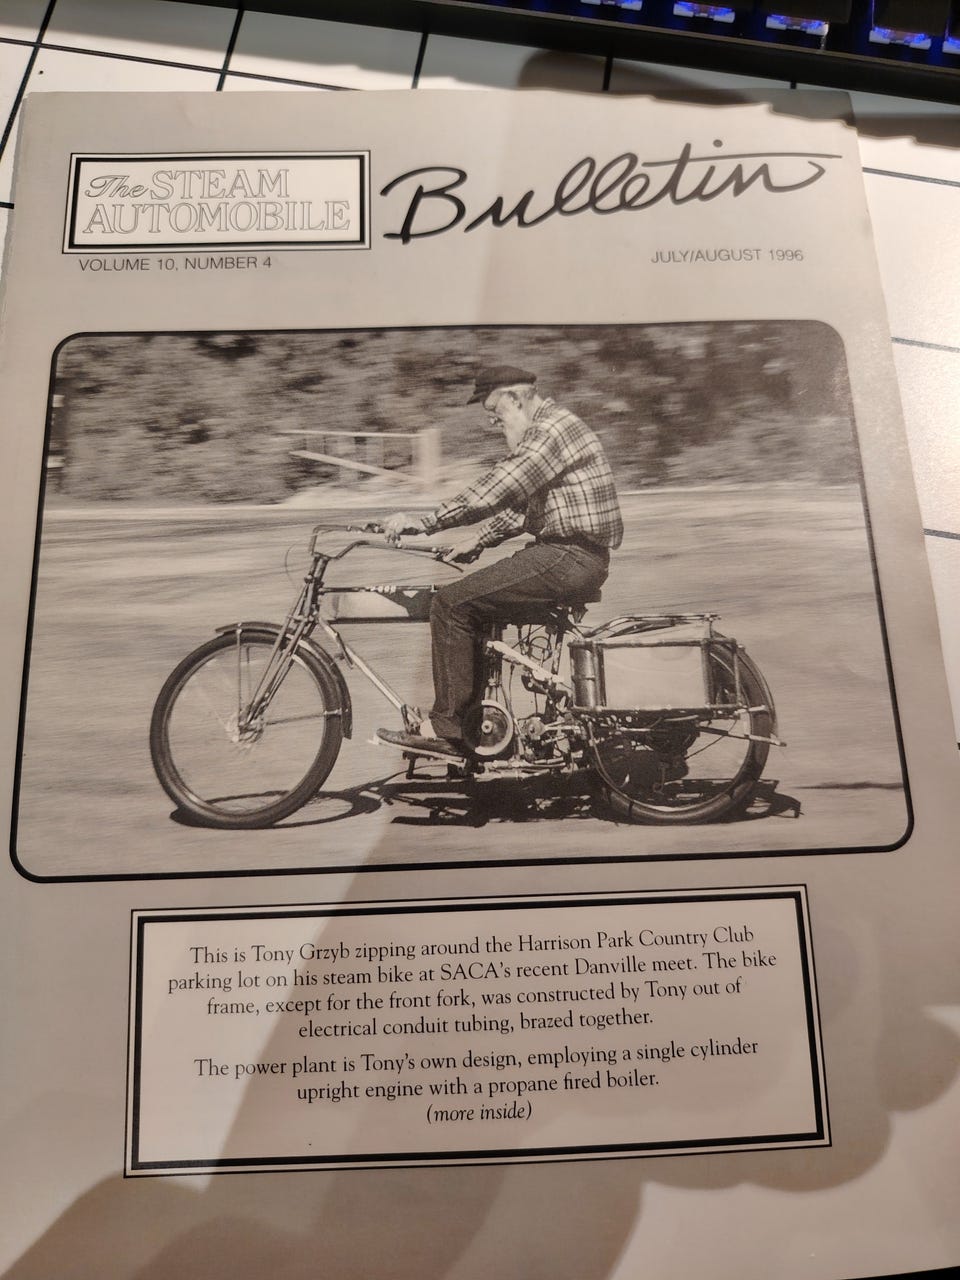 The STEAM
AUTOMOBILE
Bulletin
VOLUME 10, NUMBER 4
JULY/AUGUST 1996
This is Tony Grzyb zipping around the Harrison Park Country Club
parking lot on his steam bike at SACA's recent Danville meet. The bike
frame, except for the front fork, was constructed by Tony out of
electrical conduit tubing, brazed together.
The power plant is Tony's own design, employing a single cylinder
upright engine with a propane fired boiler.
(more inside)